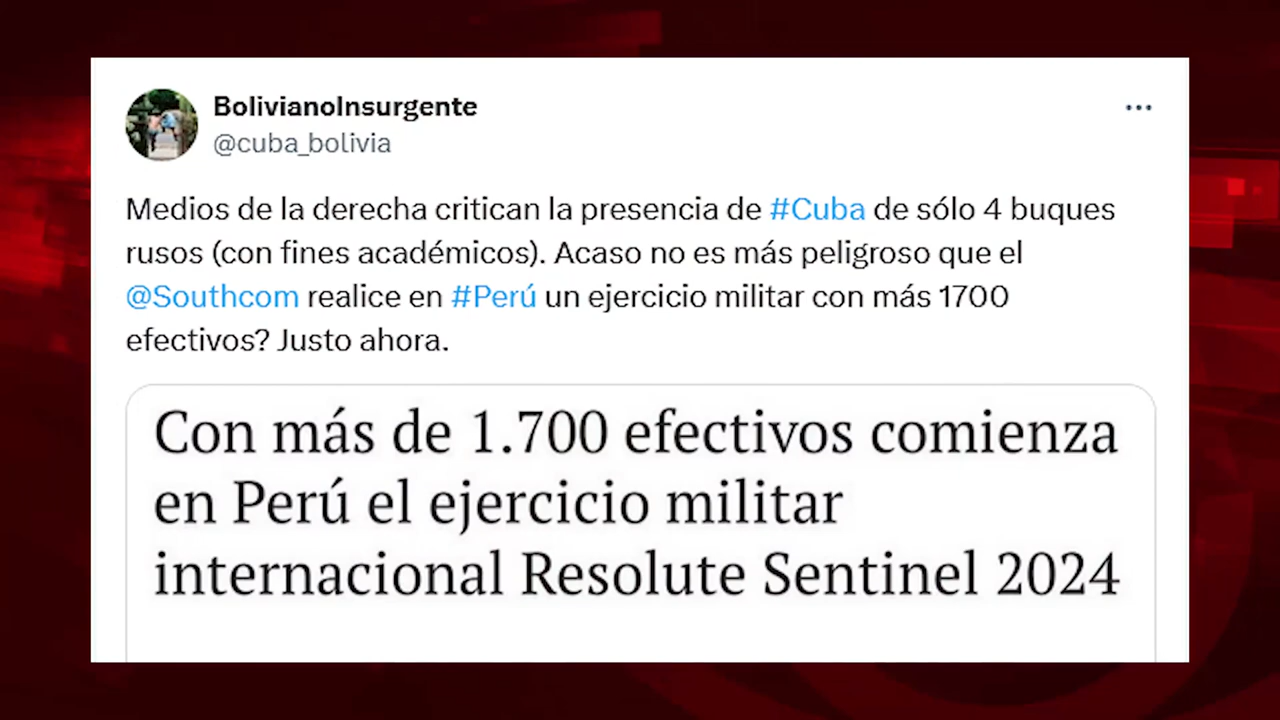 BolivianoInsurgente
@cuba_bolivia
Medios de la derecha critican la presencia de #Cuba de sólo 4 buques
rusos (con fines académicos). Acaso no es más peligroso que el
@Southcom realice en #Perú un ejercicio militar con más 1700
efectivos? Justo ahora.
Con más de 1.700 efectivos comienza
en Perú el ejercicio militar
internacional Resolute Sentinel 2024